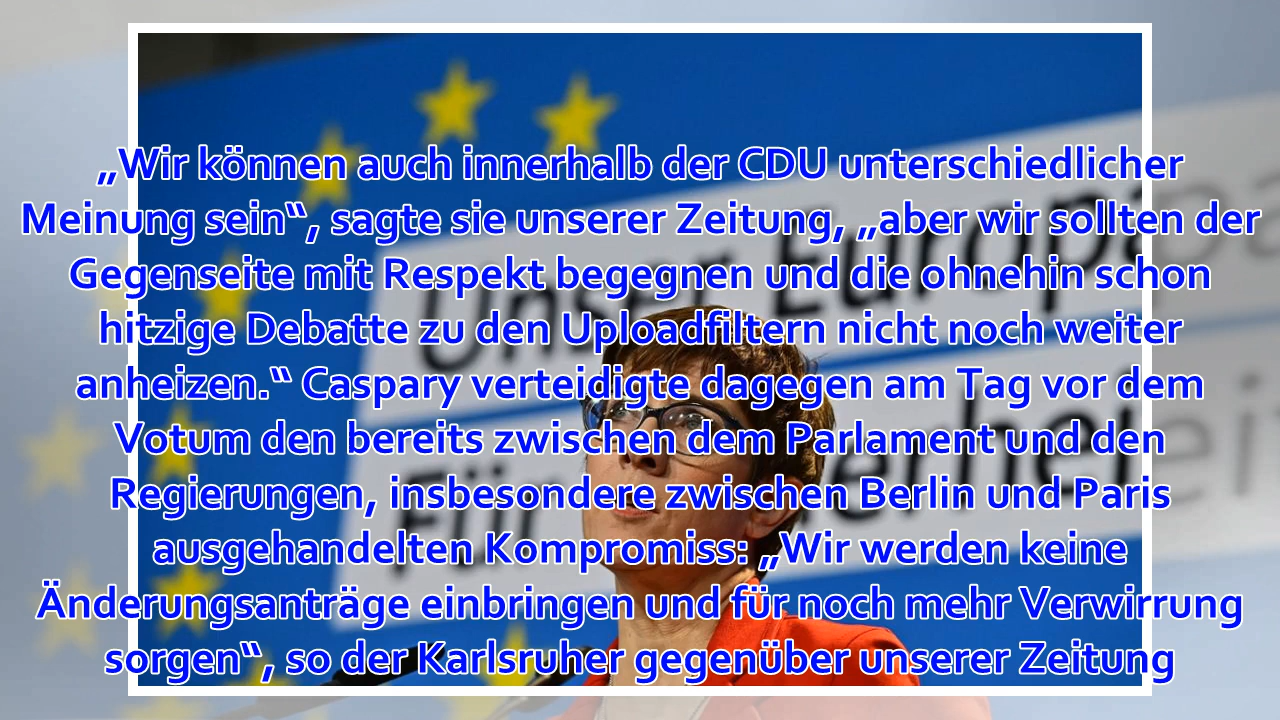 „Wir können auch innerhalb der CDU unterschiedlicher
Meinung sein“, sagte sie unserer Zeitung, „aber wir sollten der
Gegenseite mit Respekt begegnen und die ohnehin schon
hitzige Debatte zu den Uploadfiltern nicht noch weiter
anheizen.“ Caspary verteidigte dagegen am Tag vor dem
Votum den bereits zwischen dem Parlament und den
Regierungen, insbesondere zwischen Berlin und Paris
ausgehandelten Kompromiss: „Wir werden keine
Änderungsanträge einbringen und für noch mehr Verwirrung
sorgen“, so der Karlsruher gegenüber unserer Zeitung
Unser Europa
Für